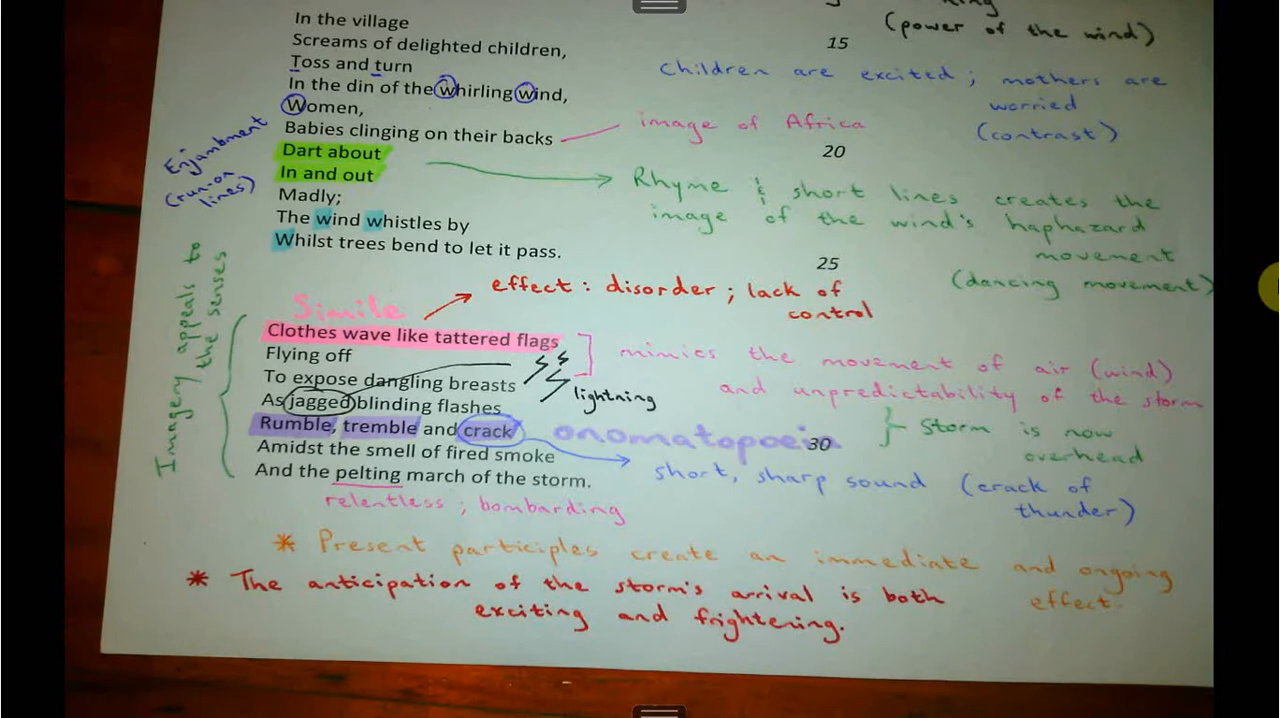 (power of the wind)
In the village
15
Screams of delighted children,
children are excited; mothers are
worried
(contrast)
Toss and turn
In the din of the whirling wind,
Women,
Babies clinging on their backs
image of Africa
20
Enjambment
(run-on
lines)
Dart about
In and out
Rhyme & short lines creates the
image of the wind's haphazard
movement
(dancing movement)
Madly;
The wind whistles by
Whilst trees bend to let it pass.
25
effect: disorder; lack of
control
Simile
Imagery appeals to
the senses
Clothes wave like tattered flags
Flying off
mimics the movement of air (wind)
and unpredictability of the storm
To expose dangling breasts
lightning
As jagged blinding flashes
Rumble, tremble and crack
onomatopoeia
30
Storm is now
overhead
short, sharp sound (crack of
thunder)
Amidst the smell of fired smoke
And the pelting march of the storm.
relentless; bombarding
* Present participles create an immediate and ongoing
effect.
* The anticipation of the storm's arrival is both
exciting and frightening.